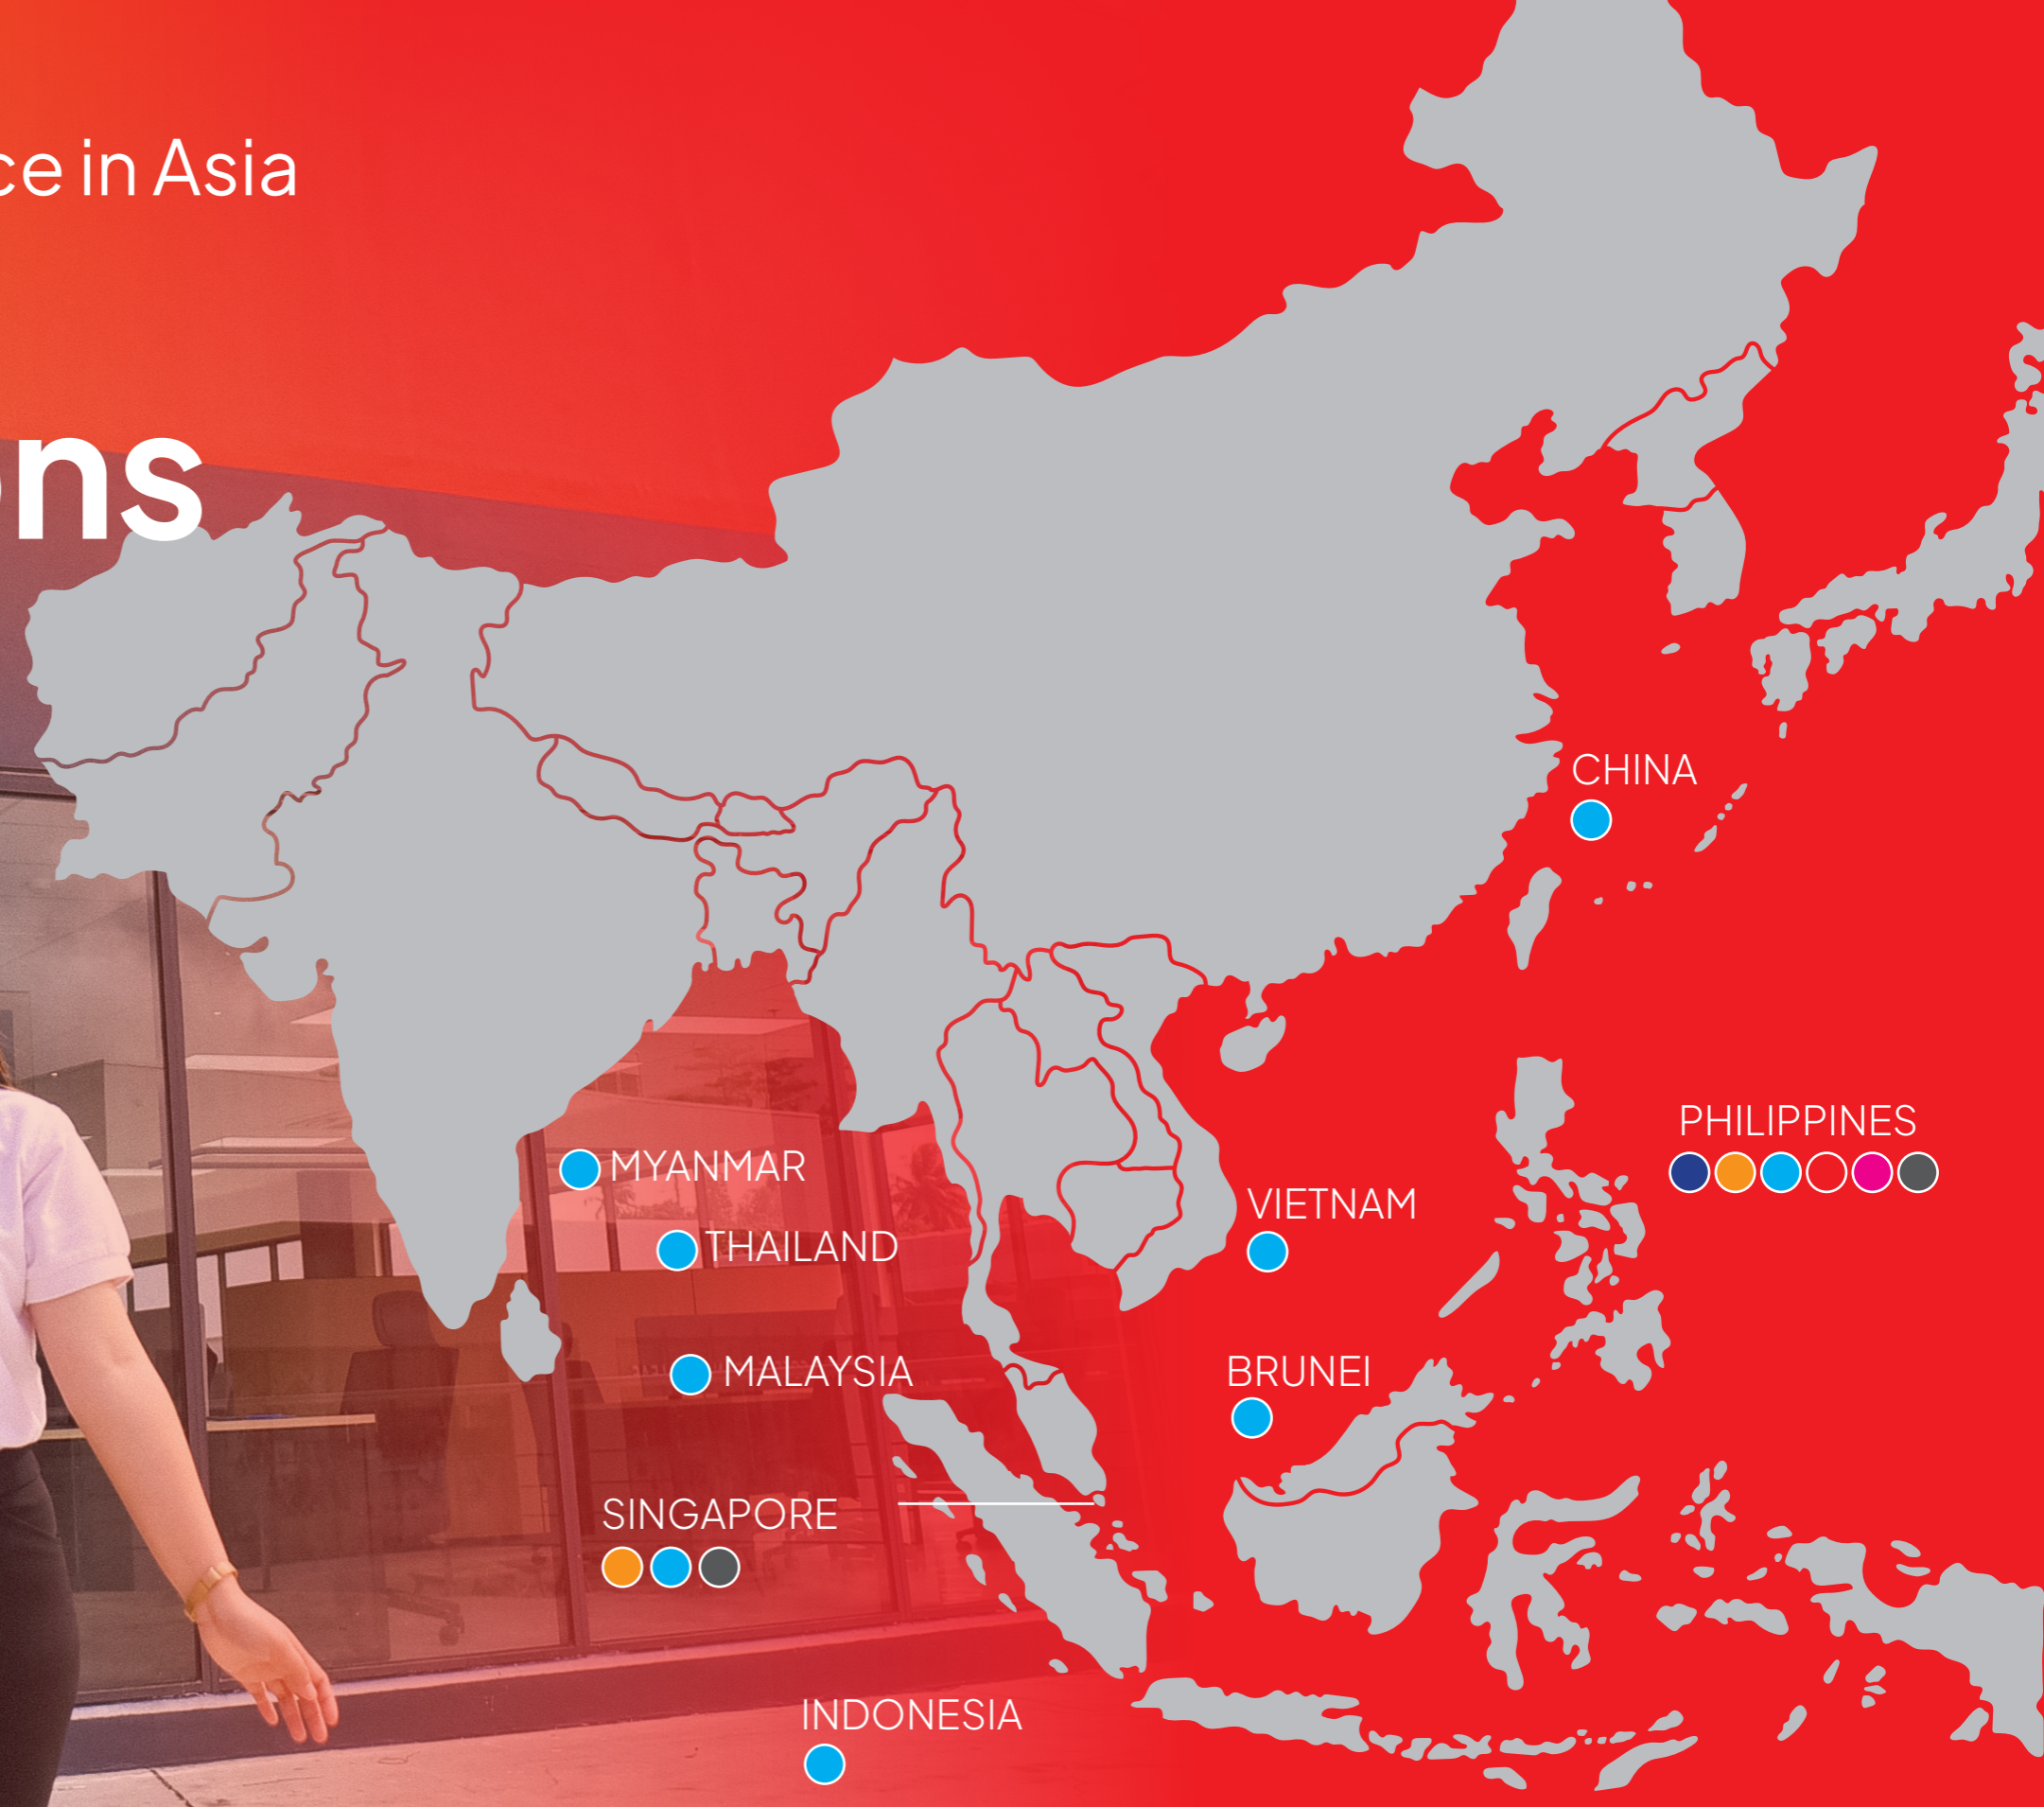 ce in Asia
ns
CHINA
PHILIPPINES
MYANMAR
VIETNAM
THAILAND
MALAYSIA
BRUNEI
SINGAPORE
INDONESIA